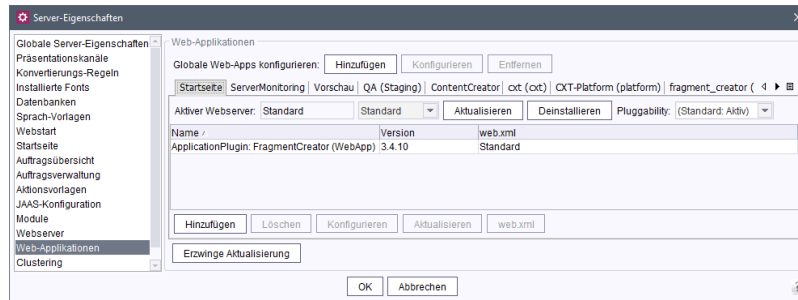 Server-Eigenschaften
Globale Server-Eigenschaften
Präsentationskanäle
Konvertierungs-Regeln
Installierte Fonts
Datenbanken
Sprach-Vorlagen
Webstart
Startseite
Auftragsübersicht
Auftragsverwaltung
Aktionsvorlagen
JAAS-Konfiguration
Module
Webserver
Web-Applikationen
Clustering
Web-Applikationen
Globale Web-Apps konfigurieren: Hinzufügen Konfigurieren Entfernen
Startseite ServerMonitoring Vorschau QA (Staging) ContentCreator cxt (cxt) CXT-Platform (platform) fragment_creator (
Aktiver Webserver: Standard Standard Aktualisieren Deinstallieren Pluggability: (Standard: Aktiv)
Name Version web.xml
ApplicationPlugin: FragmentCreator (WebApp) 3.4.10 Standard
Hinzufügen Löschen Konfigurieren Aktualisieren web.xml
Erzwinge Aktualisierung
OK Abbrechen